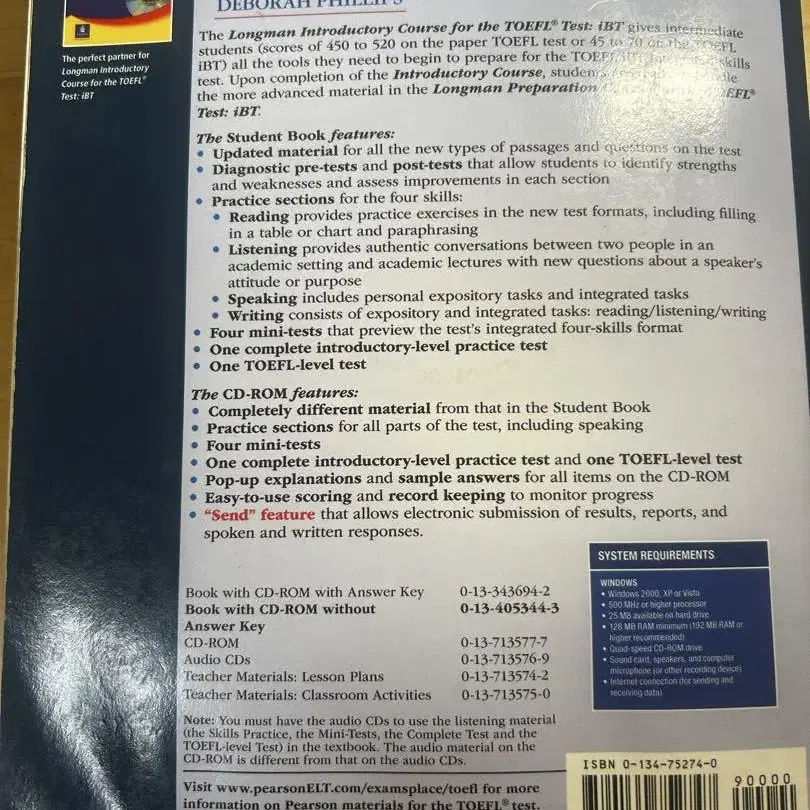 DEBORAH PHILLIPS
The perfect partner for
Longman Introductory
Course for the TOEFL®
Test: iBT
The Longman Introductory Course for the TOEFL® Test: iBT gives intermediate
students (scores of 450 to 520 on the paper TOEFL test or 45 to 70 on the TOEFL
iBT) all the tools they need to begin to prepare for the TOEFL skills
test. Upon completion of the Introductory Course, students
the more advanced material in the Longman Preparation TOEFL®
Test: iBT.
The Student Book features:
• Updated material for all the new types of passages and questions on the test
• Diagnostic pre-tests and post-tests that allow students to identify strengths
and weaknesses and assess improvements in each section
• Practice sections for the four skills:
• Reading provides practice exercises in the new test formats, including filling
in a table or chart and paraphrasing
• Listening provides authentic conversations between two people in an
academic setting and academic lectures with new questions about a speaker's
attitude or purpose
• Speaking includes personal expository tasks and integrated tasks
• Writing consists of expository and integrated tasks: reading/listening/writing
• Four mini-tests that preview the test's integrated four-skills format
• One complete introductory-level practice test
• One TOEFL-level test
The CD-ROM features:
• Completely different material from that in the Student Book
• Practice sections for all parts of the test, including speaking
• Four mini-tests
• One complete introductory-level practice test and one TOEFL-level test
• Pop-up explanations and sample answers for all items on the CD-ROM
• Easy-to-use scoring and record keeping to monitor progress
• "Send" feature that allows electronic submission of results, reports, and
spoken and written responses.
Book with CD-ROM with Answer Key 0-13-343694-2
Book with CD-ROM without 0-13-405344-3
Answer Key
CD-ROM 0-13-713577-7
Audio CDs 0-13-713576-9
Teacher Materials: Lesson Plans 0-13-713574-2
Teacher Materials: Classroom Activities 0-13-713575-0
Note: You must have the audio CDs to use the listening material
(the Skills Practice, the Mini-Tests, the Complete Test and the
TOEFL-level Test) in the textbook. The audio material on the
CD-ROM is different from that on the audio CDs.
Visit www.pearsonELT.com/examsplace/toefl for more
information on Pearson materials for the TOEFL® test.
SYSTEM REQUIREMENTS
WINDOWS
• Windows 2000, XP or Vista
• 500 MHz or higher processor
• 25 MB available on hard drive
• 128 MB RAM minimum (192 MB RAM or
higher recommended)
• Quad-speed CD-ROM drive
• Sound card, speakers, and computer
microphone (or other recording device)
• Internet connection (for sending and
receiving data)
ISBN 0-134-75274-0
90000